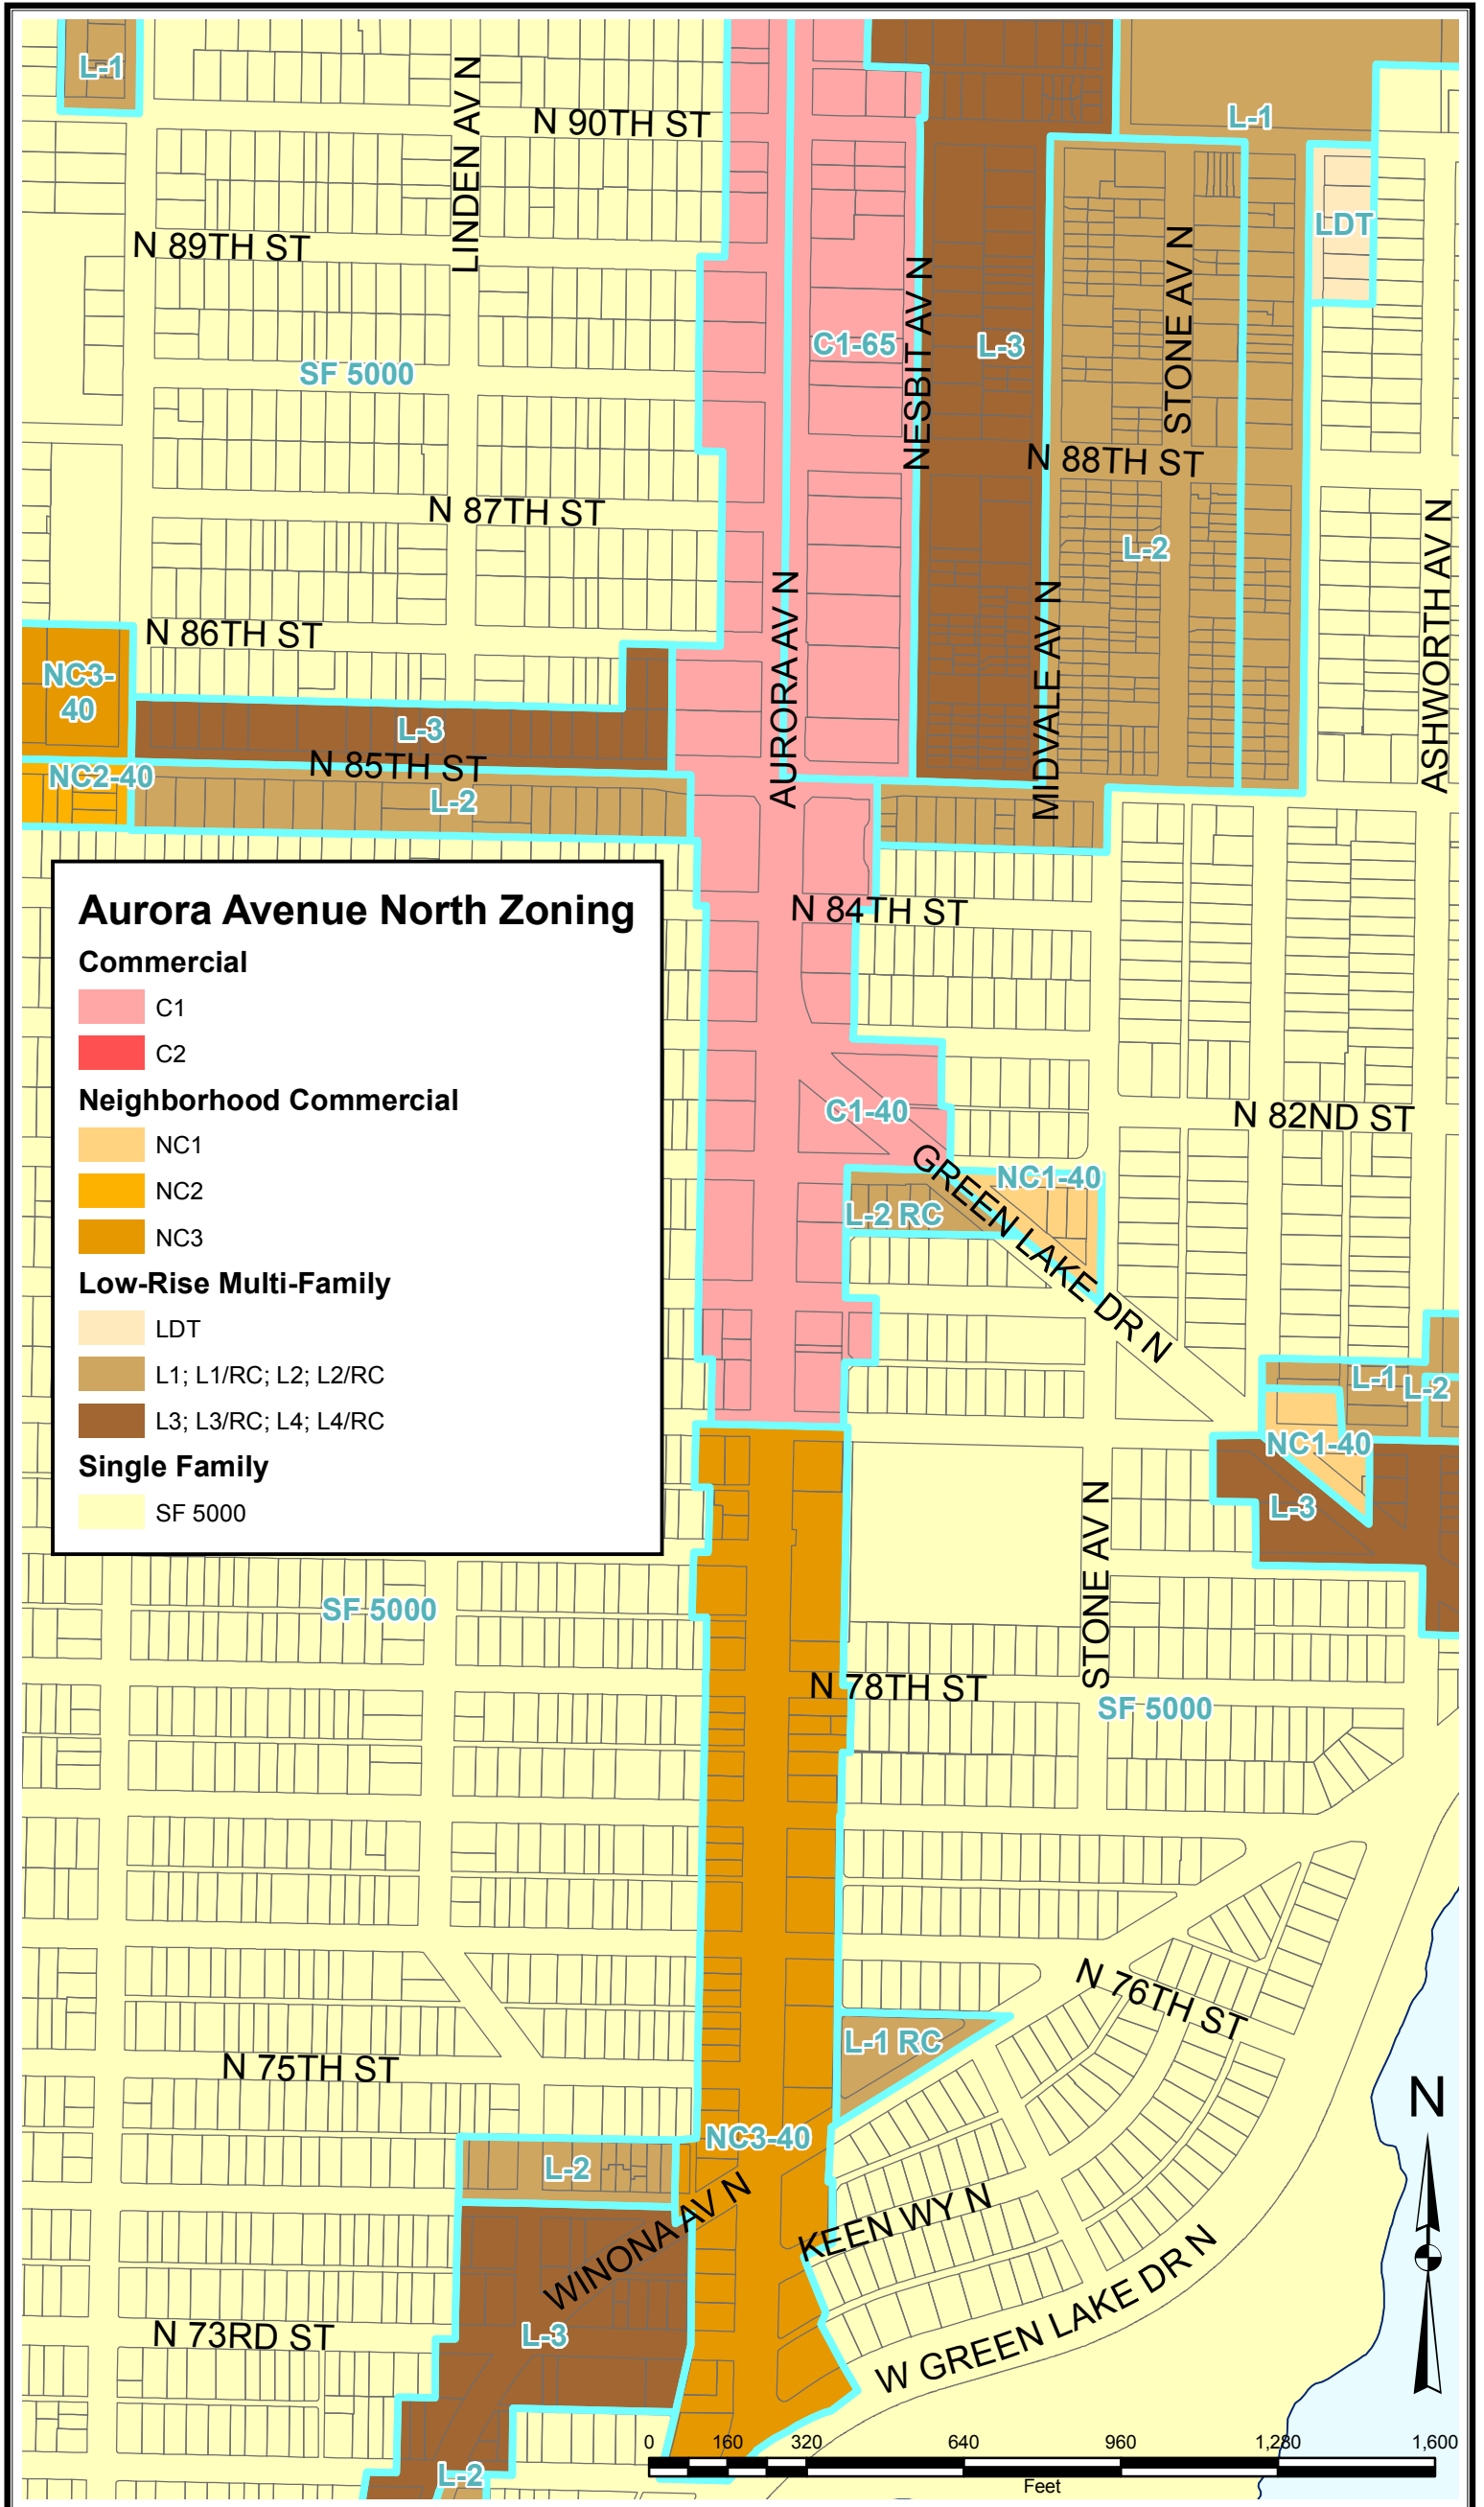 L-1
LINDEN AV N
N 90TH ST
L-1
N 89TH ST
LDT
STONE AV N
NESBIT AV N
C1-65
L-3
SF 5000
N 88TH ST
N 87TH ST
L-2
ASHWORTH AV N
AURORA AV N
MIDVALE AV N
N 86TH ST
NC3-
40
L-3
N 85TH ST
NC2-40
L-2
N 84TH ST
Aurora Avenue North Zoning
Commercial
C1
C2
Neighborhood Commercial
NC1
NC2
NC3
Low-Rise Multi-Family
LDT
L1; L1/RC; L2; L2/RC
L3; L3/RC; L4; L4/RC
Single Family
SF 5000
C1-40
N 82ND ST
GREEN LAKE DR N
NC1-40
L-2 RC
L-1
L-2
NC1-40
L-3
STONE AV N
SF 5000
N 78TH ST
SF 5000
N 76TH ST
L-1 RC
N 75TH ST
NC3-40
L-2
N
WINONA AV N
KEEN WY N
W GREEN LAKE DR N
N 73RD ST
L-3
L-2
0 160 320 640 960 1,280 1,600
Feet